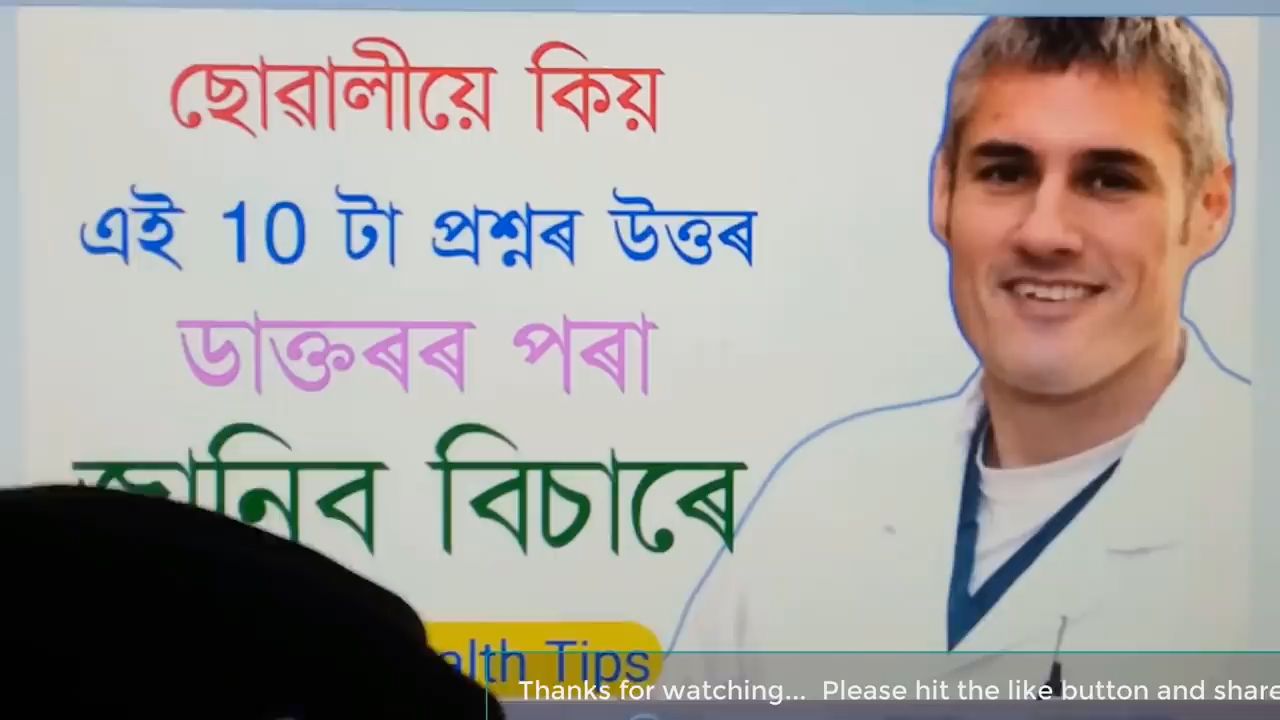 ছোৱালীয়ে কিয়
এই 10 টা প্ৰশ্নৰ উত্তৰ
ডাক্তৰৰ পৰা
জানিব বিচাৰে
Tips
Thanks for watching... Please hit the like button and share